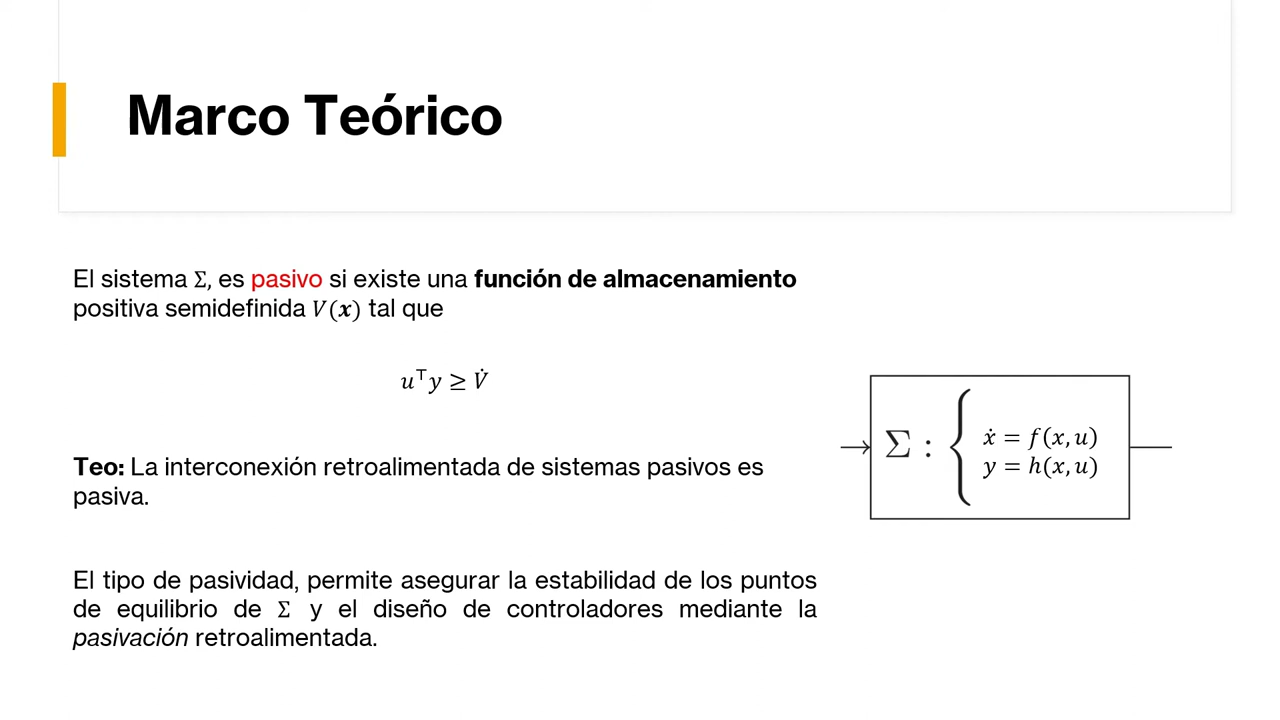 Marco Teórico
El sistema Σ, es pasivo si existe una función de almacenamiento
positiva semidefinida V(x) tal que
u⊤y ≥ V̇
Teo: La interconexión retroalimentada de sistemas pasivos es
pasiva.
Σ : { ẋ = f(x,u)
y = h(x,u)
El tipo de pasividad, permite asegurar la estabilidad de los puntos
de equilibrio de Σ y el diseño de controladores mediante la
pasivación retroalimentada.